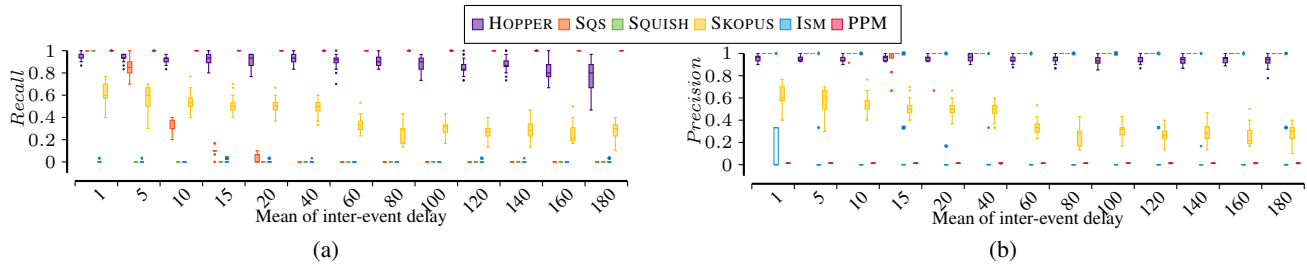 HOPPER SQS SQUISH SKOPUS ISM PPM
Recall
1
0.8
0.6
0.4
0.2
0
1 5 10 15 20 40 60 80 100 120 140 160 180
Mean of inter-event delay
(a)
Precision
1
0.8
0.6
0.4
0.2
0
1 5 10 15 20 40 60 80 100 120 140 160 180
Mean of inter-event delay
(b)